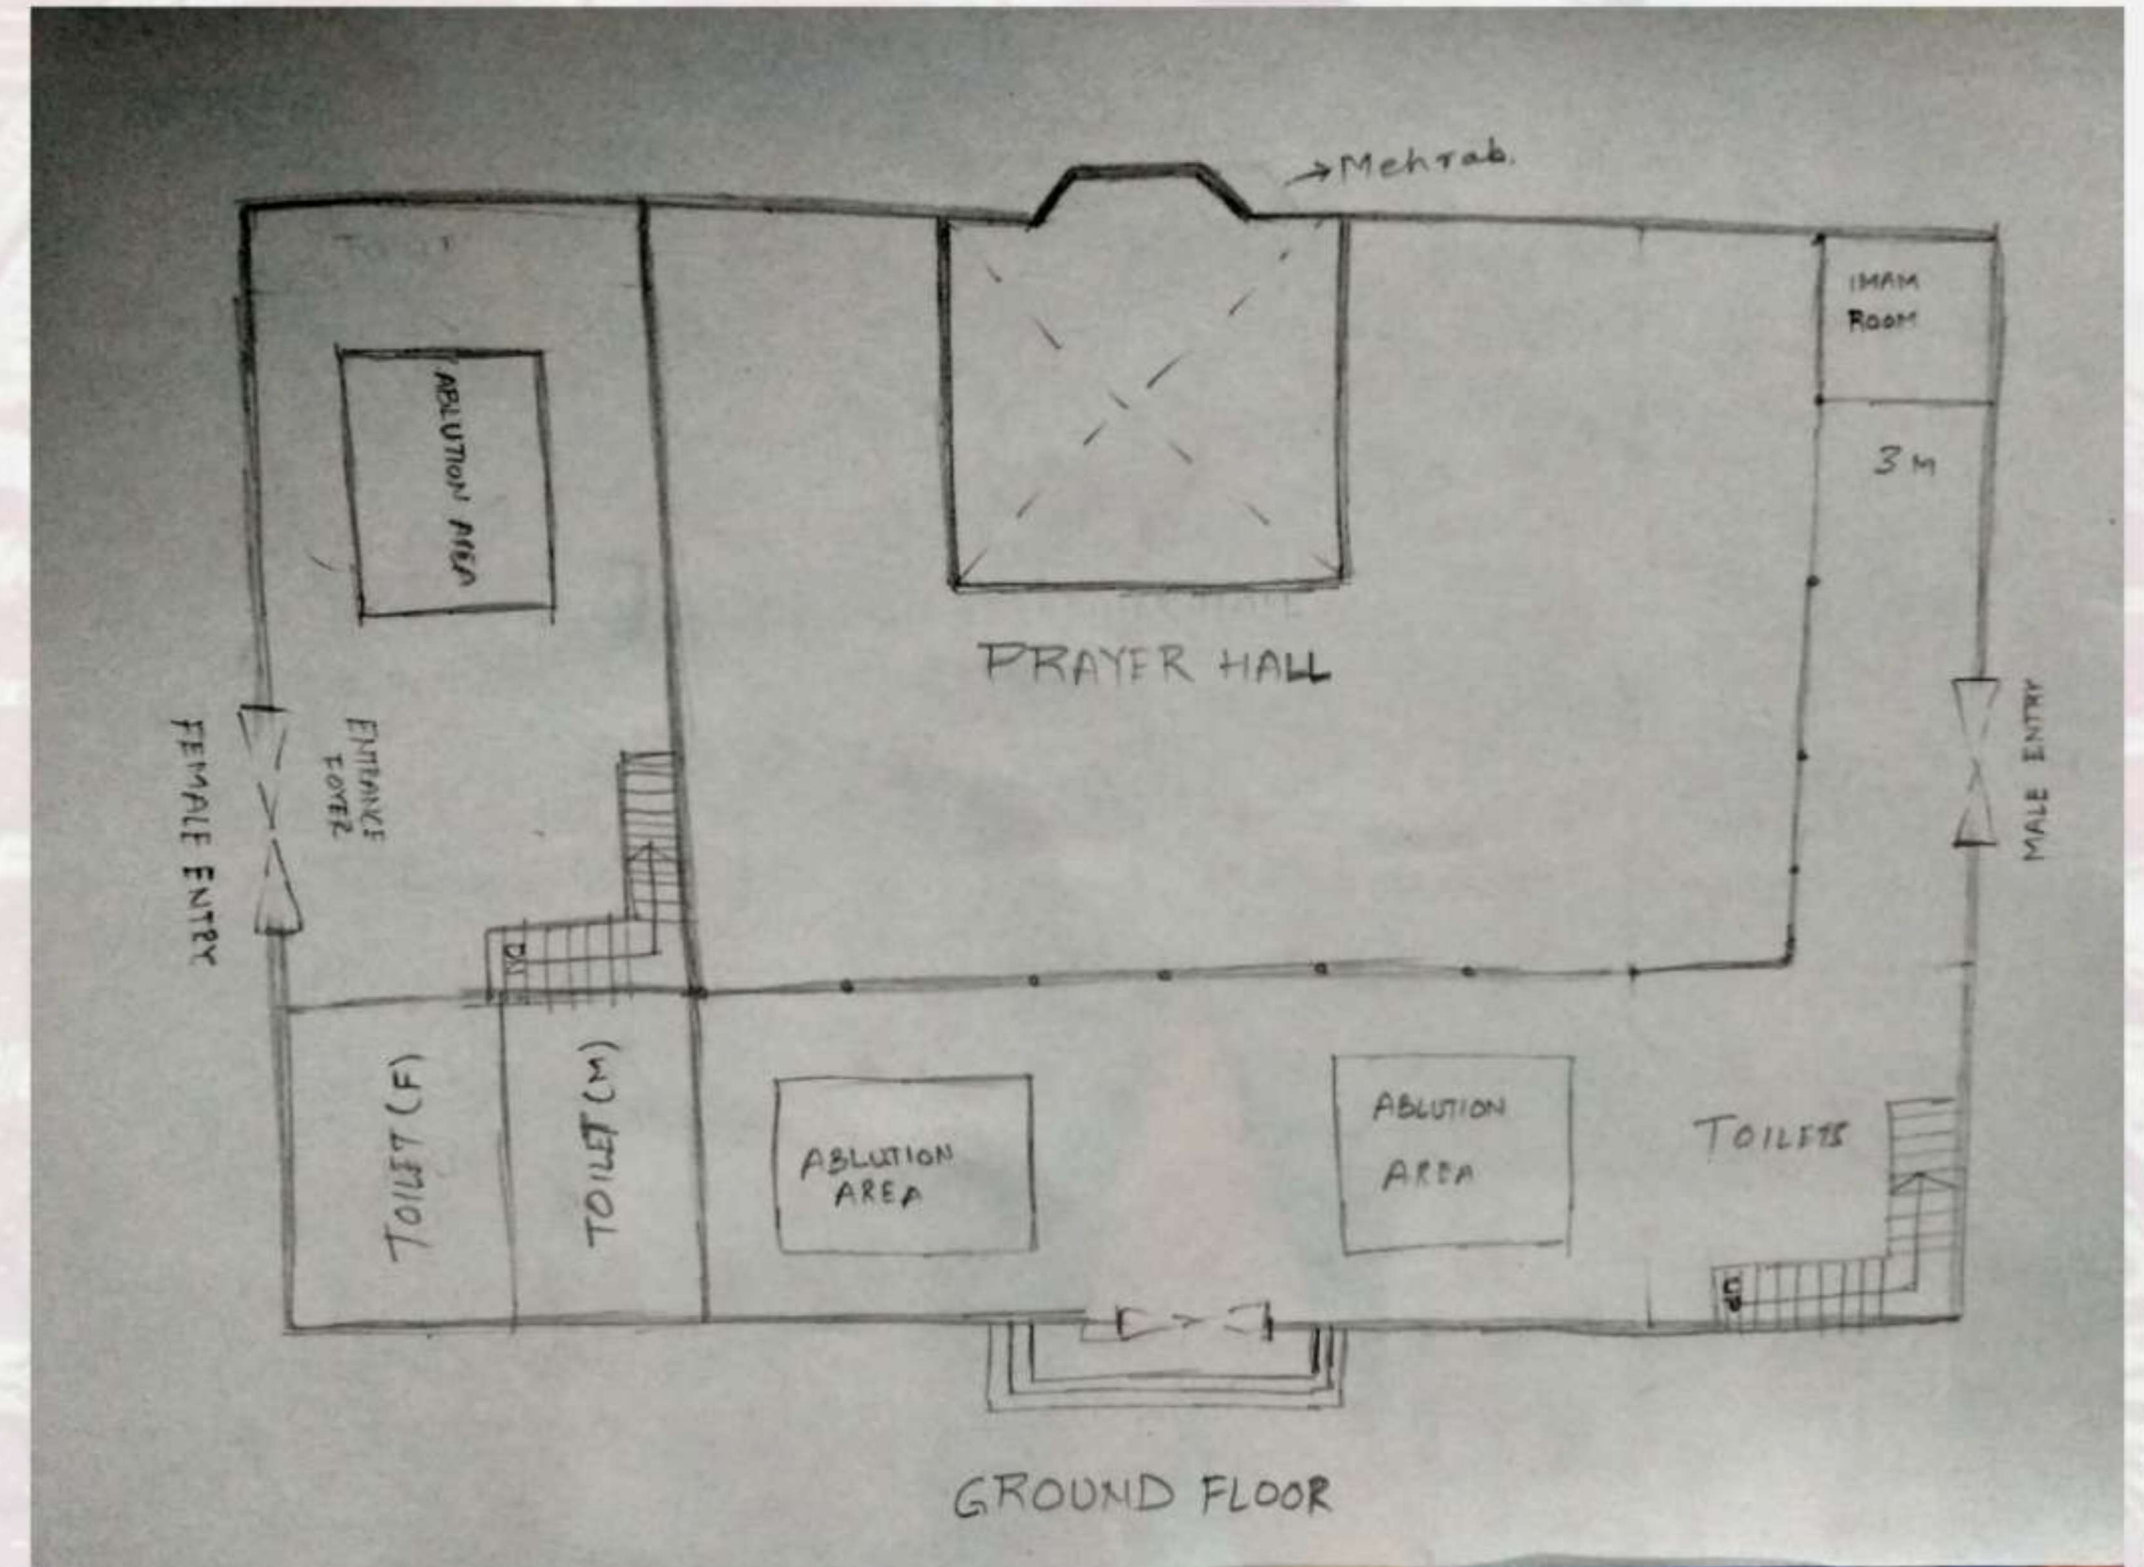 Mehrab.
IMAM
ROOM
3 M
ABLUTION AREA
PRAYER HALL
FEMALE ENTRY
ENTRANCE
FOYER
MALE ENTRY
TOILET (F)
TOILET (M)
ABLUTION
AREA
ABLUTION
AREA
TOILETS
UP
GROUND FLOOR